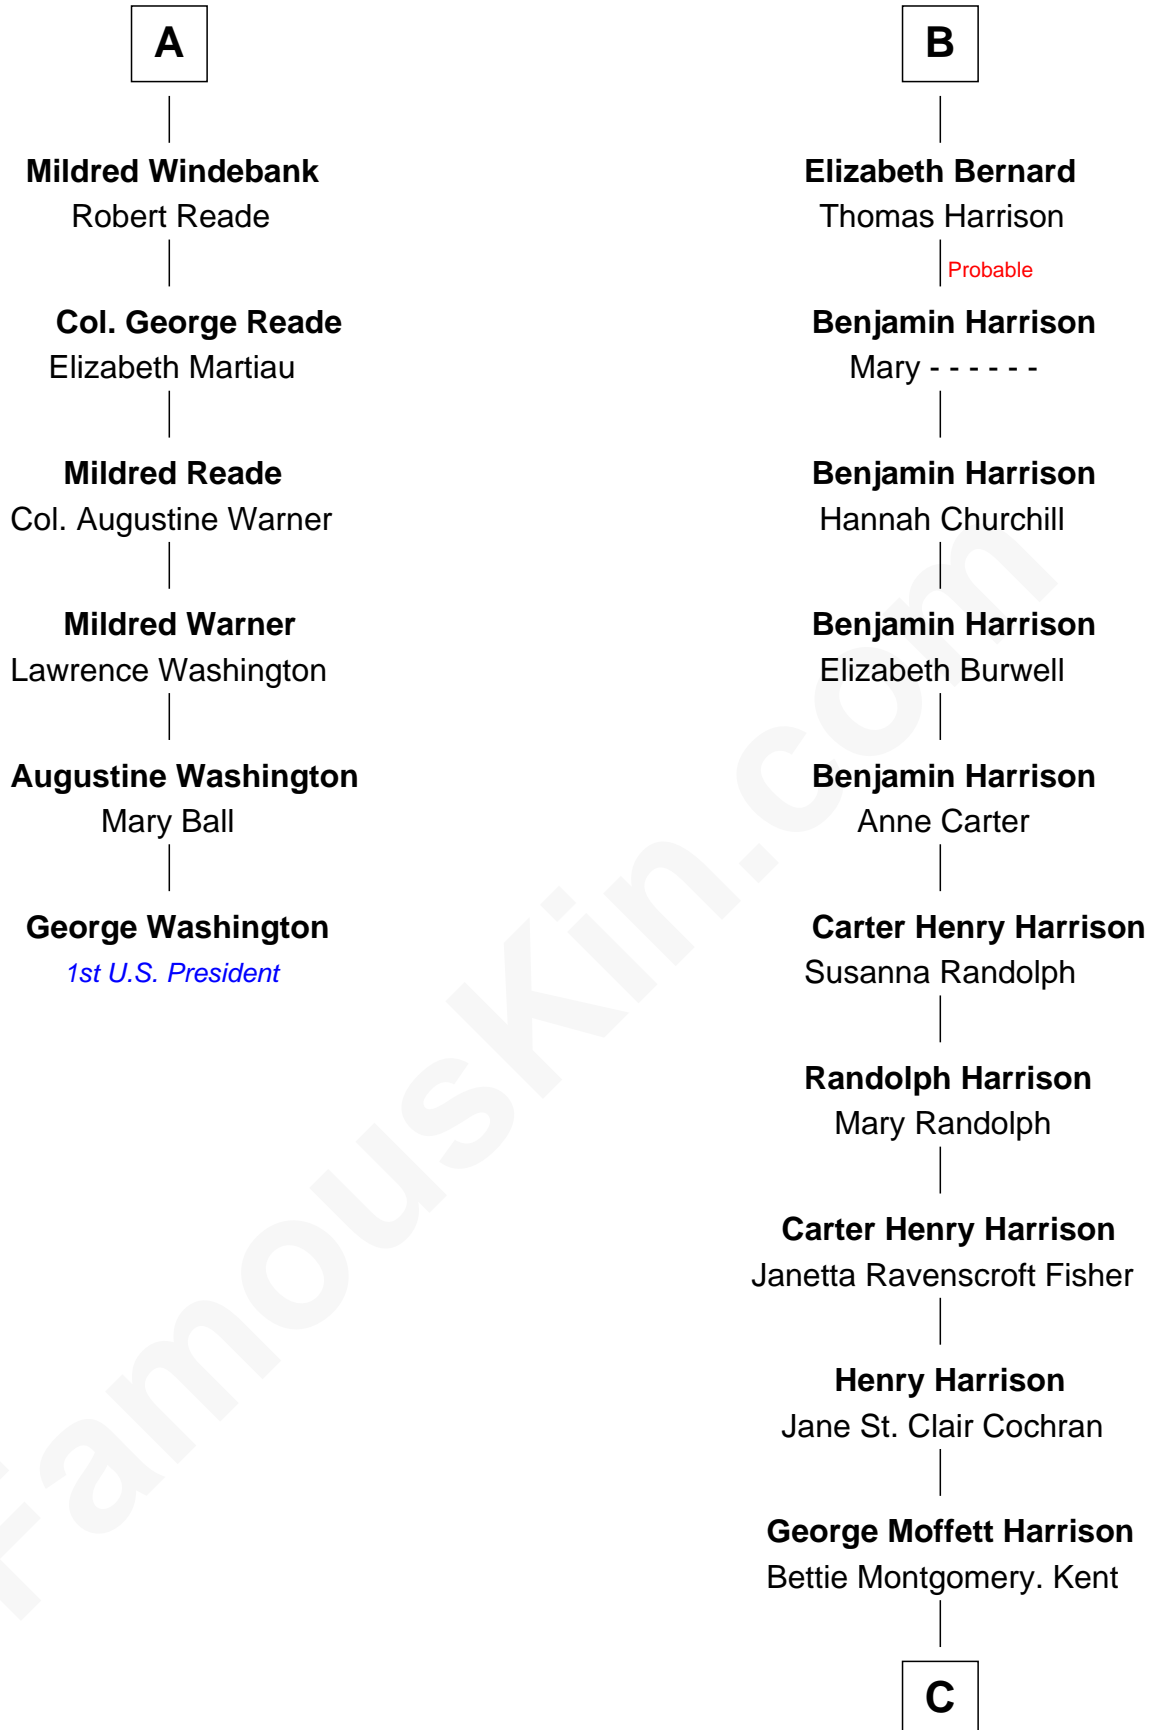 A
Mildred Windebank
Robert Reade
Col. George Reade
Elizabeth Martiau
Mildred Reade
Col. Augustine Warner
Mildred Warner
Lawrence Washington
Augustine Washington
Mary Ball
George Washington
1st U.S. President
B
Elizabeth Bernard
Thomas Harrison
Probable
Benjamin Harrison
Mary - - - - - -
Benjamin Harrison
Hannah Churchill
Benjamin Harrison
Elizabeth Burwell
Benjamin Harrison
Anne Carter
Carter Henry Harrison
Susanna Randolph
Randolph Harrison
Mary Randolph
Carter Henry Harrison
Janetta Ravenscroft Fisher
Henry Harrison
Jane St. Clair Cochran
George Moffett Harrison
Bettie Montgomery. Kent
C
FamousKin.com